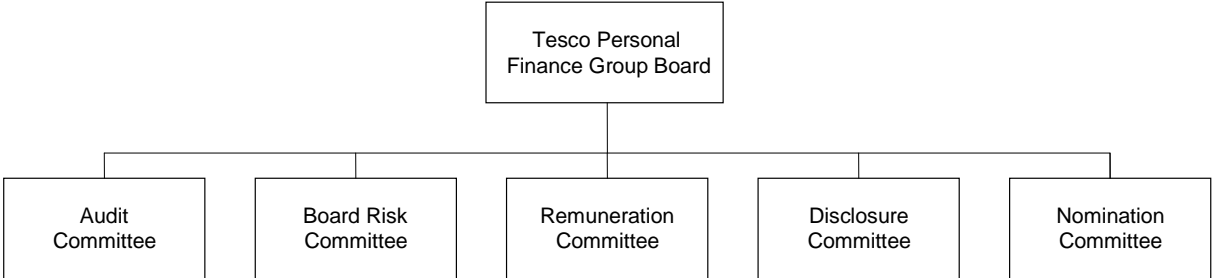 Tesco Personal
Finance Group Board
Audit
Committee
Board Risk
Committee
Remuneration
Committee
Disclosure
Committee
Nomination
Committee